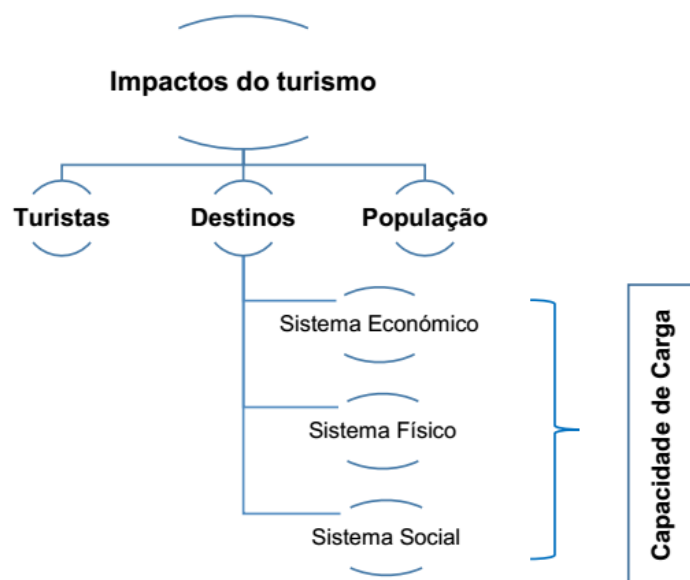 Impactos do turismo
Turistas
Destinos
População
Sistema Económico
Sistema Físico
Sistema Social
Capacidade de Carga